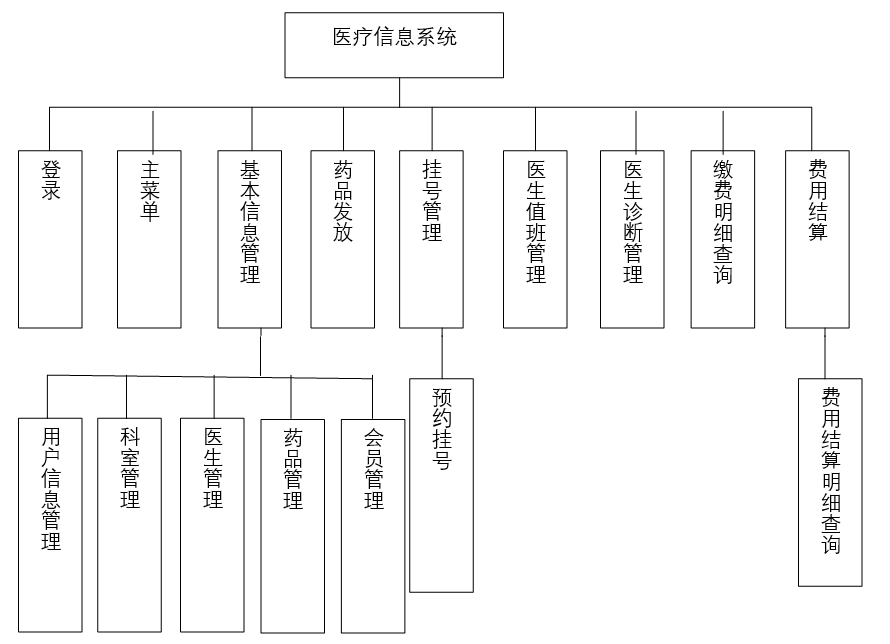 医疗信息系统
登录
主菜单
基本信息管理
药品发放
挂号管理
医生值班管理
医生诊断管理
缴费明细查询
费用结算
用户信息管理
科室管理
医生管理
药品管理
会员管理
预约挂号
费用结算明细查询